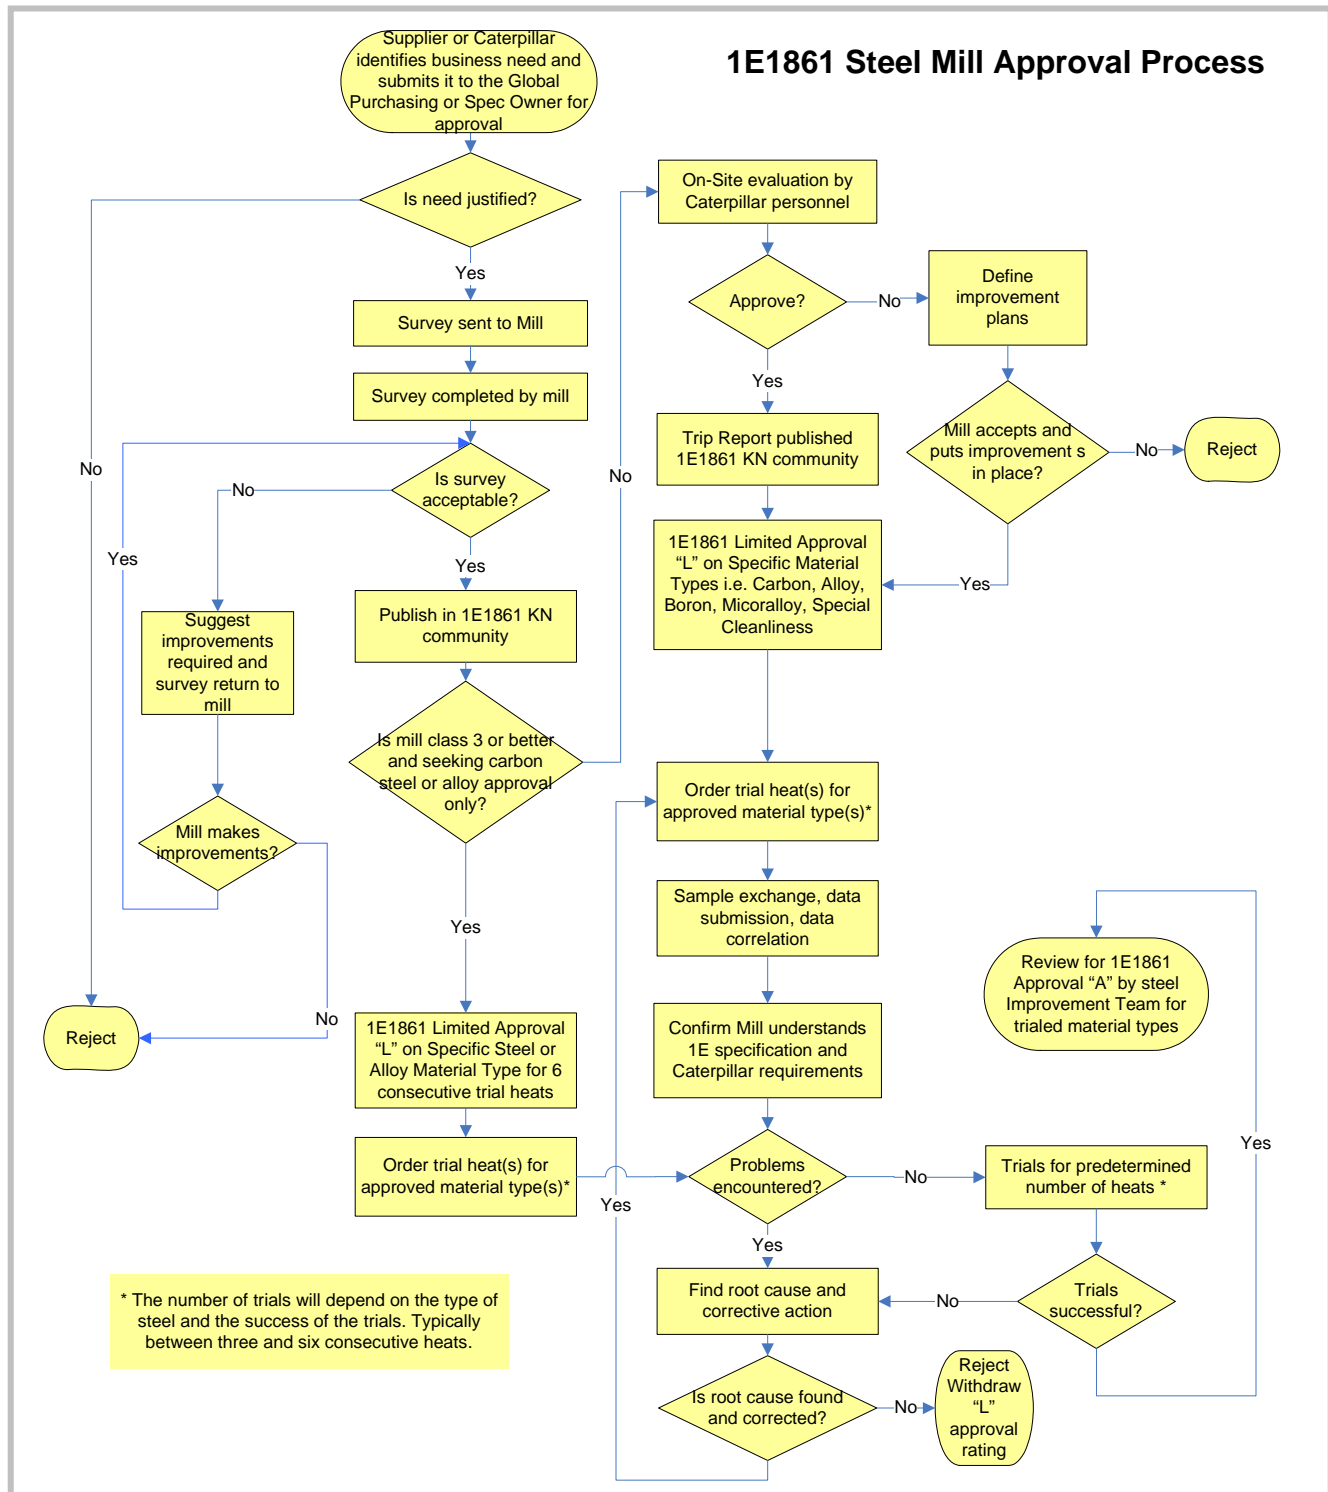 1E1861 Steel Mill Approval Process
Supplier or Caterpillar
identifies business need and
submits it to the Global
Purchasing or Spec Owner for
approval
Is need justified?
Yes
No
Survey sent to Mill
Survey completed by mill
Is survey
acceptable?
No
Yes
Yes
Suggest
improvements
required and
survey return to
mill
Mill makes
improvements?
No
Reject
Publish in 1E1861 KN
community
Is mill class 3 or better
and seeking carbon
steel or alloy approval
only?
No
Yes
1E1861 Limited Approval
“L” on Specific Steel or
Alloy Material Type for 6
consecutive trial heats
Order trial heat(s) for
approved material type(s)*
* The number of trials will depend on the type of
steel and the success of the trials. Typically
between three and six consecutive heats.
On-Site evaluation by
Caterpillar personnel
Approve?
No
Define
improvement
plans
Yes
Mill accepts and
puts improvement s
in place?
No
Reject
Yes
Trip Report published
1E1861 KN community
1E1861 Limited Approval
“L” on Specific Material
Types i.e. Carbon, Alloy,
Boron, Micoralloy, Special
Cleanliness
Order trial heat(s) for
approved material type(s)*
Sample exchange, data
submission, data
correlation
Confirm Mill understands
1E specification and
Caterpillar requirements
Problems
encountered?
No
Yes
Trials for predetermined
number of heats *
Trials
successful?
No
Yes
Review for 1E1861
Approval “A” by steel
Improvement Team for
trialed material types
Find root cause and
corrective action
Is root cause found
and corrected?
No
Yes
Reject
Withdraw
“L”
approval
rating